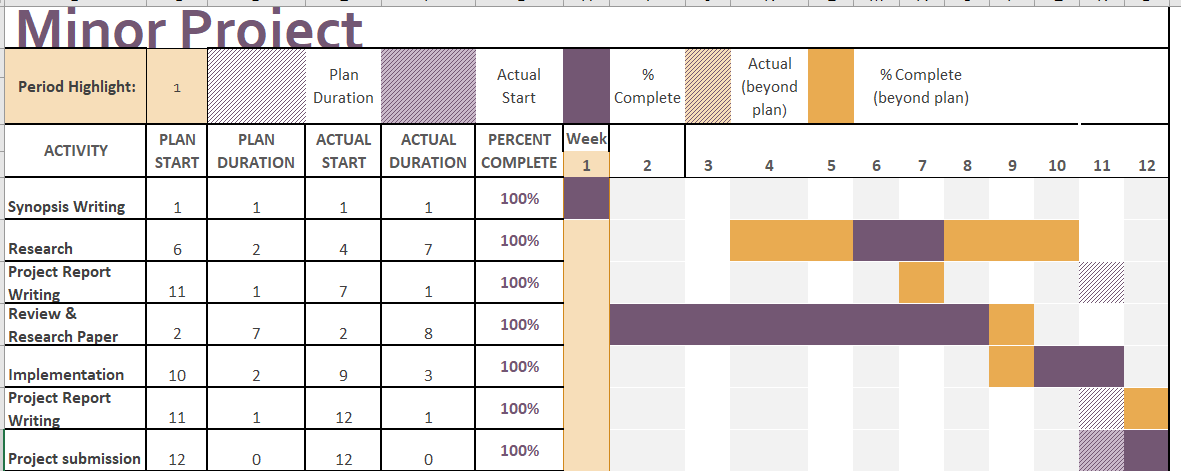 Minor Project
Period Highlight: 1 Plan Duration Actual Start % Complete Actual (beyond plan) % Complete (beyond plan)
ACTIVITY PLAN START PLAN DURATION ACTUAL START ACTUAL DURATION PERCENT COMPLETE Week
1 2 3 4 5 6 7 8 9 10 11 12
Synopsis Writing 1 1 1 1 100%
Research 6 2 4 7 100%
Project Report Writing 11 1 7 1 100%
Review & Research Paper 2 7 2 8 100%
Implementation 10 2 9 3 100%
Project Report Writing 11 1 12 1 100%
Project submission 12 0 12 0 100%